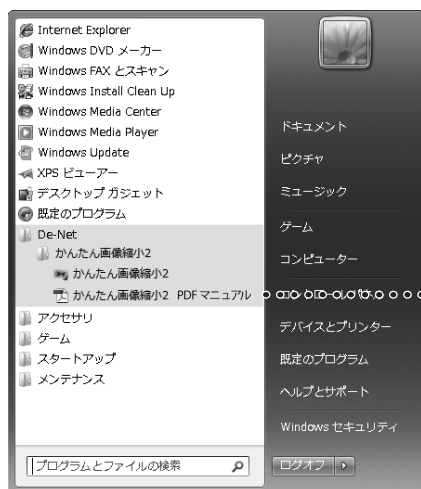 Internet Explorer
Windows DVD メーカー
Windows FAX とスキャン
Windows Install Clean Up
Windows Media Center
Windows Media Player
Windows Update
XPS ビューアー
デスクトップ ガジェット
既定のプログラム
De-Net
かんたん画像縮小2
かんたん画像縮小2
かんたん画像縮小2 PDFマニュアル
アクセサリ
ゲーム
スタートアップ
メンテナンス
プログラムとファイルの検索
ドキュメント
ピクチャ
ミュージック
ゲーム
コンピューター
デバイスとプリンター
既定のプログラム
ヘルプとサポート
Windows セキュリティ
ログオフ